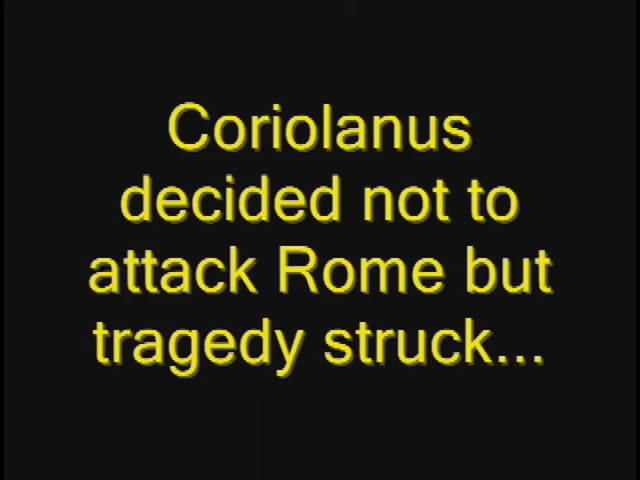 Coriolanus
decided not to
attack Rome but
tragedy struck...